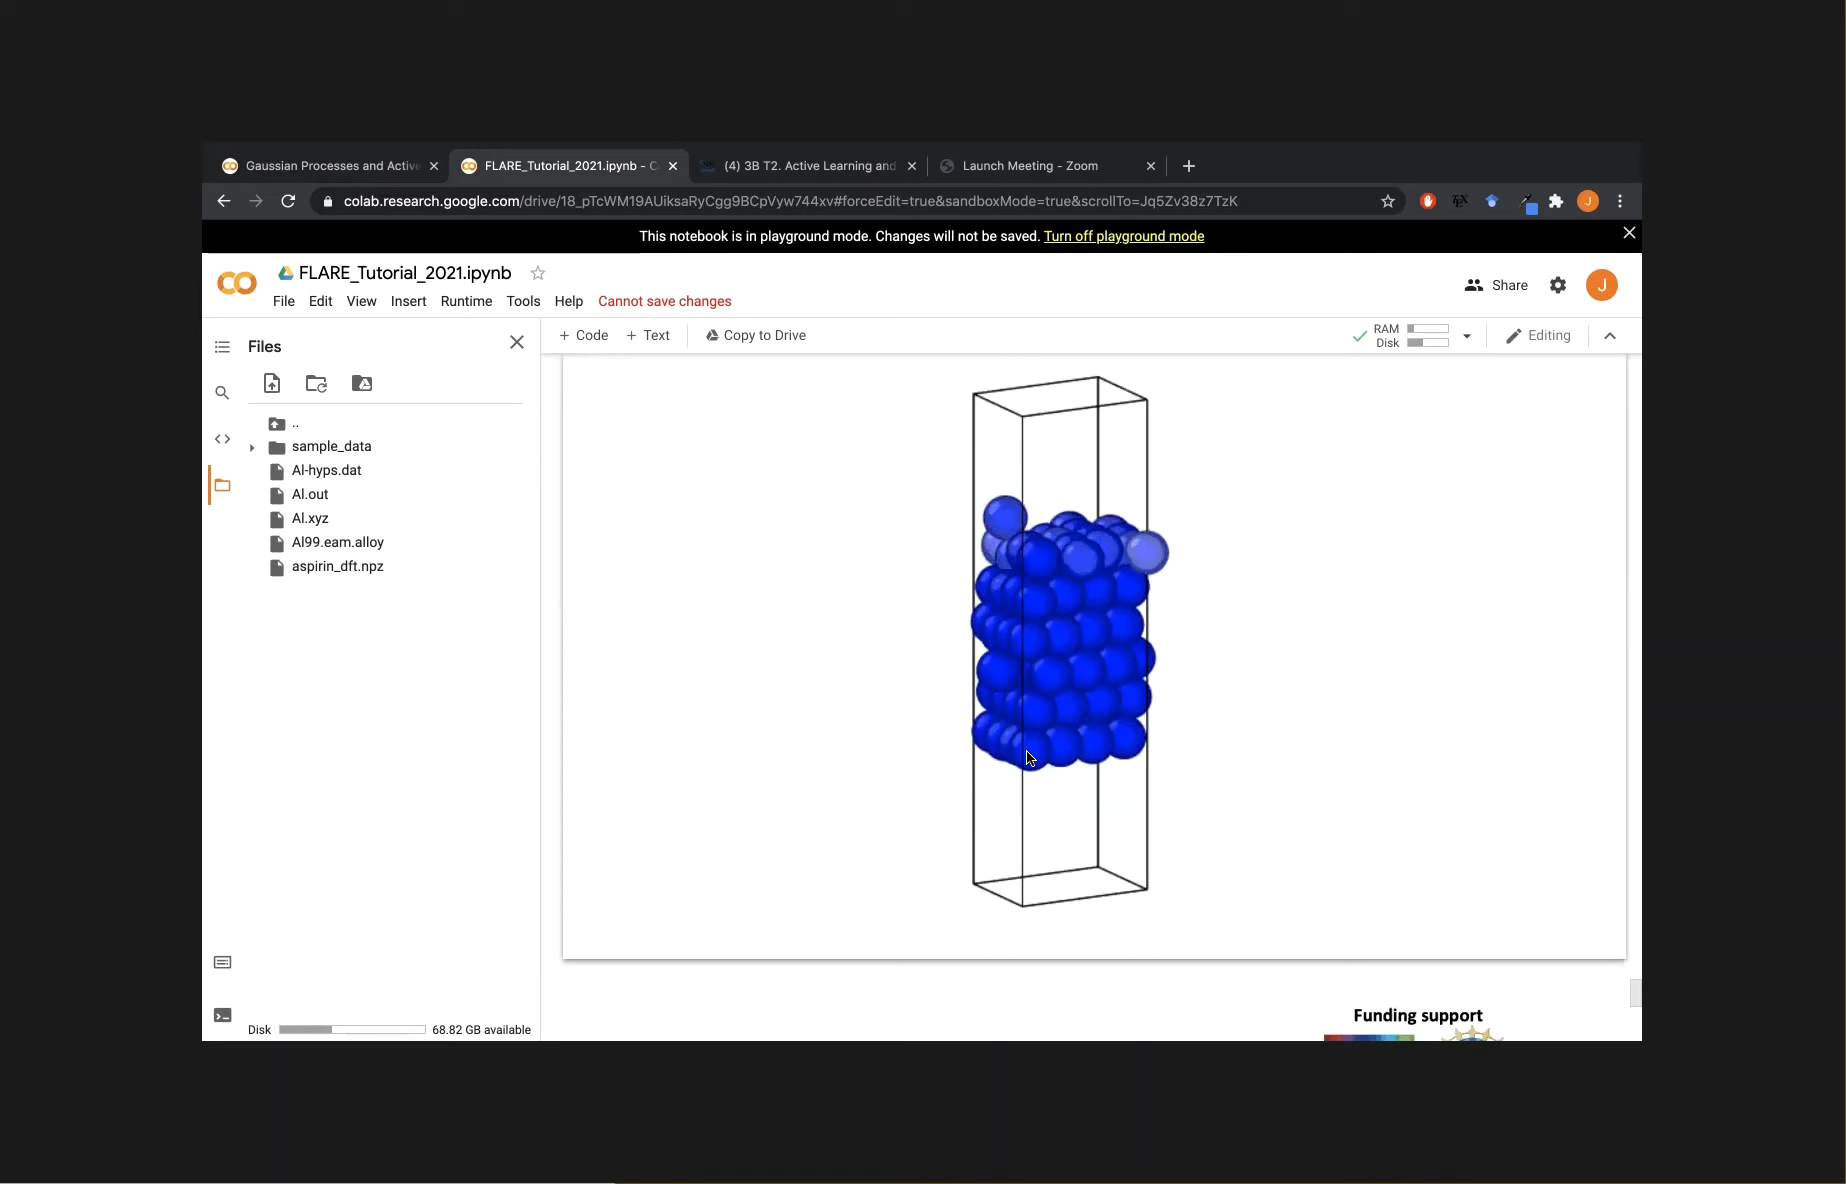 Gaussian Processes and Active
FLARE_Tutorial_2021.ipynb - C
(4) 3B T2. Active Learning and
Launch Meeting - Zoom
colab.research.google.com/drive/18_pTcWM19AUiksaRyCgg9BCpVyw744xv#forceEdit=true&sandboxMode=true&scrollTo=Jq5Zv38z7TzK
J
This notebook is in playground mode. Changes will not be saved. Turn off playground mode
FLARE_Tutorial_2021.ipynb
File Edit View Insert Runtime Tools Help Cannot save changes
Share
J
+ Code + Text Copy to Drive
RAM
Disk
Editing
Files
..
sample_data
Al-hyps.dat
Al.out
Al.xyz
Al99.eam.alloy
aspirin_dft.npz
Disk 68.82 GB available
Funding support